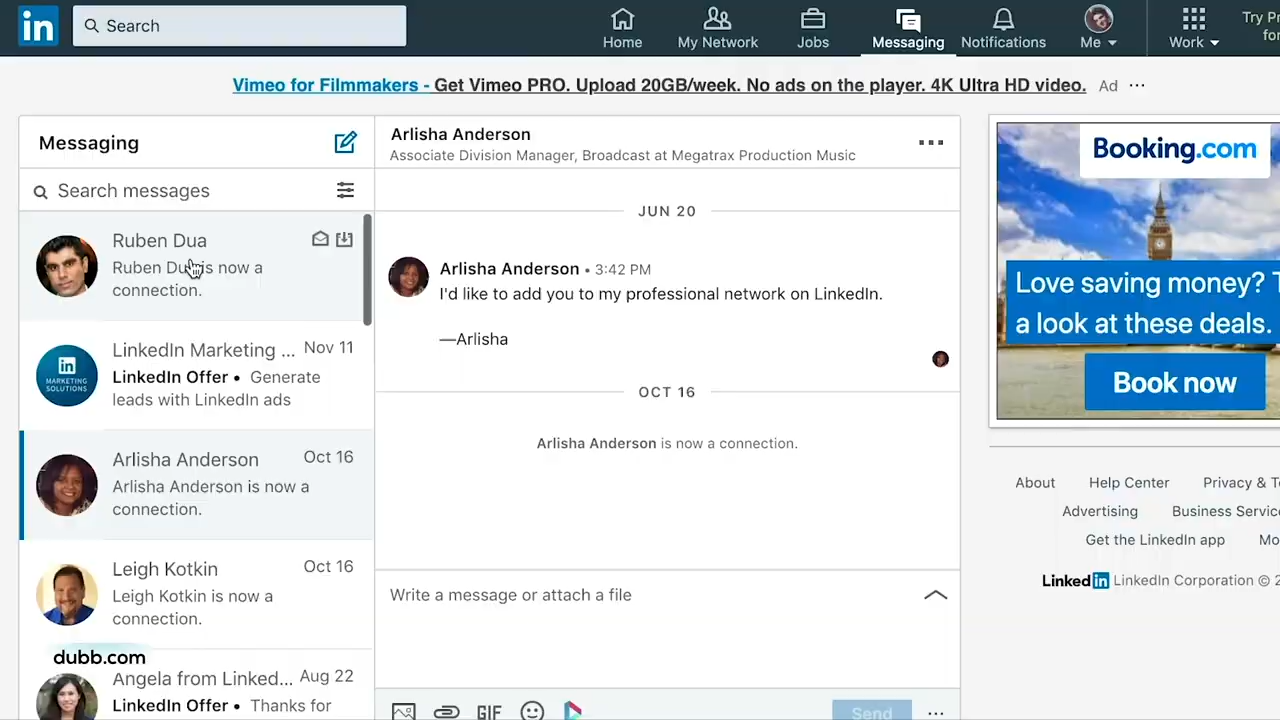 in
Search
Home
My Network
Jobs
Messaging
Notifications
Me
Work
Try
for
Vimeo for Filmmakers - Get Vimeo PRO. Upload 20GB/week. No ads on the player. 4K Ultra HD video.
Ad
Messaging
Search messages
Ruben Dua
Ruben Dua is now a
connection.
LinkedIn Marketing ...
Nov 11
in
MARKETING
SOLUTIONS
LinkedIn Offer • Generate
leads with LinkedIn ads
Arlisha Anderson
Oct 16
Arlisha Anderson is now a
connection.
Leigh Kotkin
Oct 16
Leigh Kotkin is now a
connection.
dubb.com
Angela from Linked...
Aug 22
LinkedIn Offer • Thanks for
Arlisha Anderson
Associate Division Manager, Broadcast at Megatrax Production Music
JUN 20
Arlisha Anderson • 3:42 PM
I'd like to add you to my professional network on LinkedIn.
—Arlisha
OCT 16
Arlisha Anderson is now a connection.
Write a message or attach a file
GIF
Send
Booking.com
Love saving money?
a look at these deals.
Book now
About
Help Center
Privacy &
Advertising
Business
Get the LinkedIn app
LinkedIn LinkedIn Corporation ©